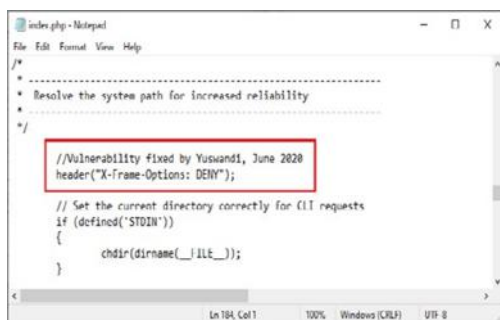 index.php - Notepad
File Edit Format View Help
/*
* ---------------------------------------------------------------
* Resolve the system path for increased reliability
* ---------------------------------------------------------------
*/
//Vulnerability fixed by Yuswandi, June 2020
header("X-Frame-Options: DENY");
// Set the current directory correctly for CLI requests
if (defined('STDIN'))
{
chdir(dirname(__FILE__));
}
Ln 184, Col 1 100% Windows (CRLF) UTF 8